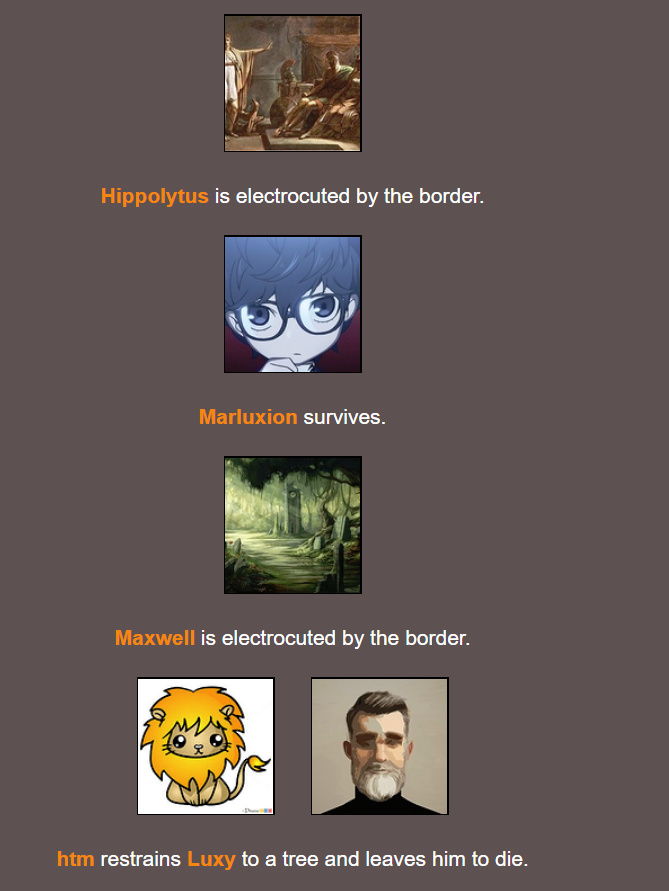 Hippolytus is electrocuted by the border.
Marluxion survives.
Maxwell is electrocuted by the border.
htm restrains Luxy to a tree and leaves him to die.